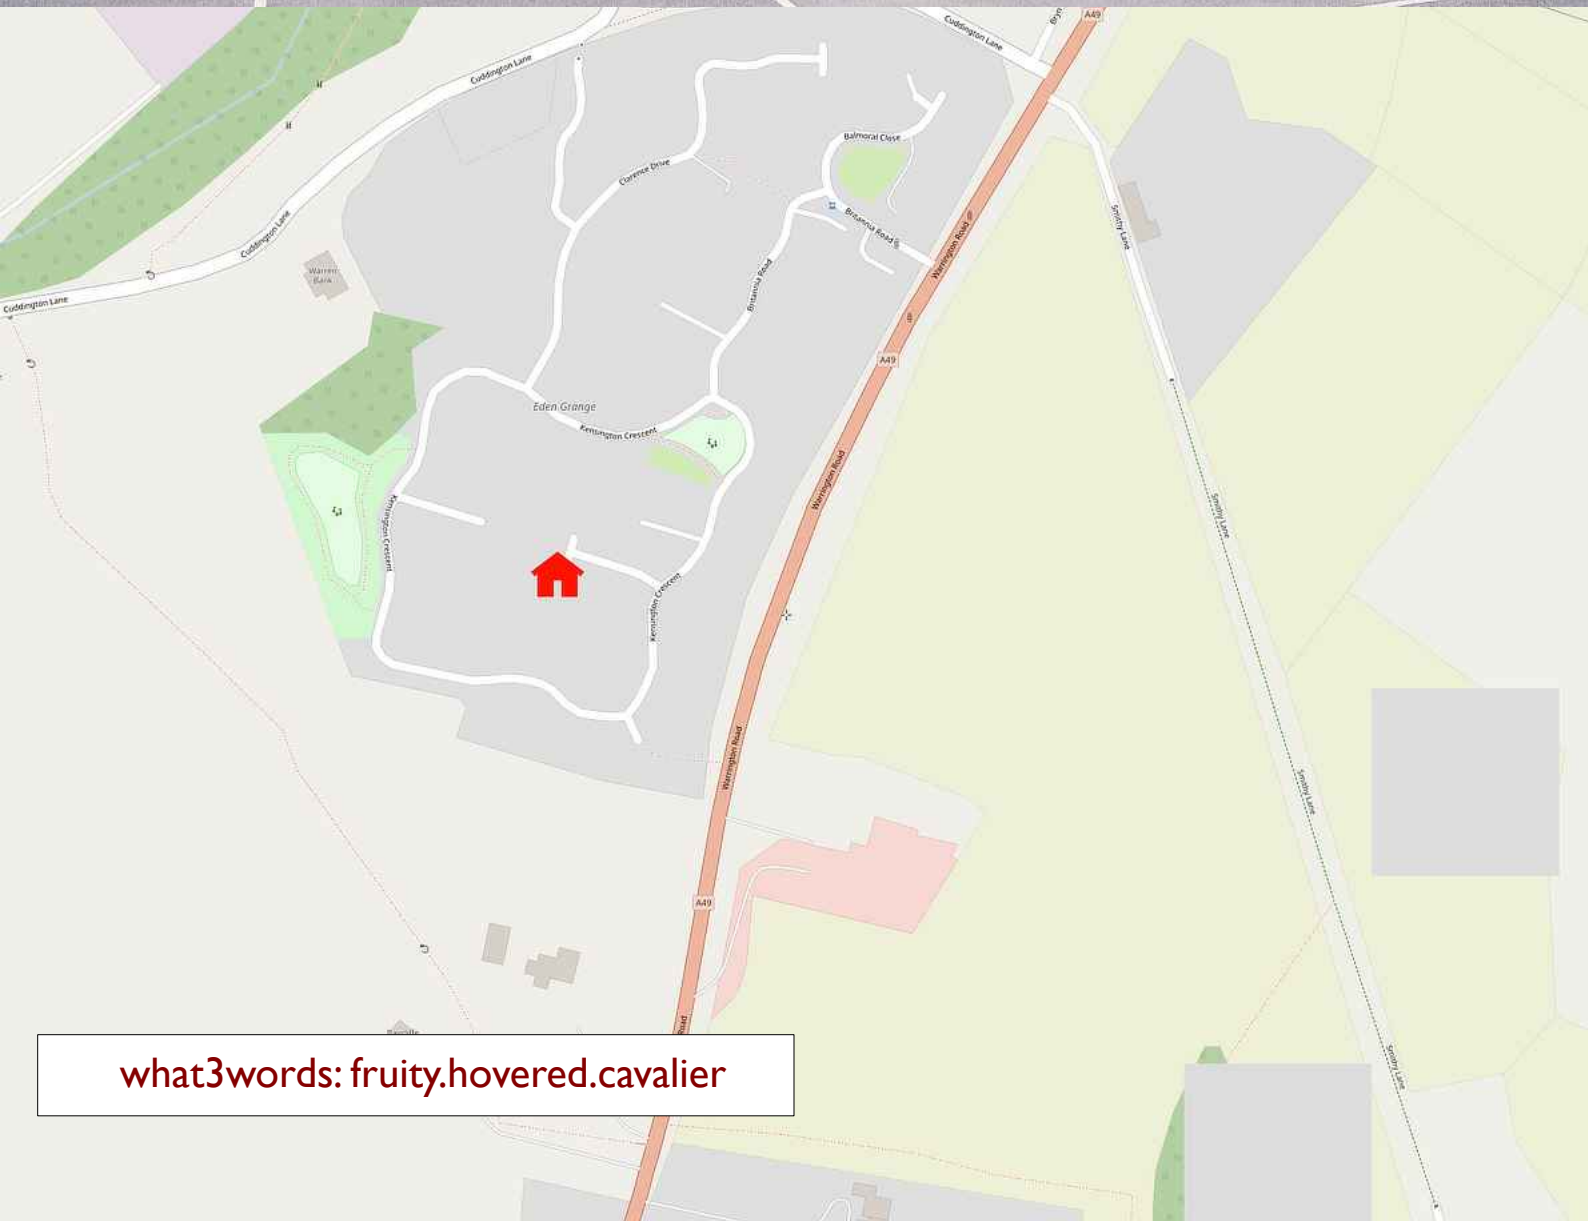 A49
Cuddington Lane
Bryn
Cuddington Lane
Balmoral Close
Clarence Drive
Cuddington Lane
Britannia Road
Warrington Road
Smithy Lane
Warren
Bank
Britannia Road
Cuddington Lane
A49
Eden Grange
Kensington Crescent
Warrington Road
Kensington Crescent
Smithy Lane
Kensington Crescent
Warrington Road
Smithy Lane
A49
Road
Smithy Lane
what3words: fruity.hovered.cavalier